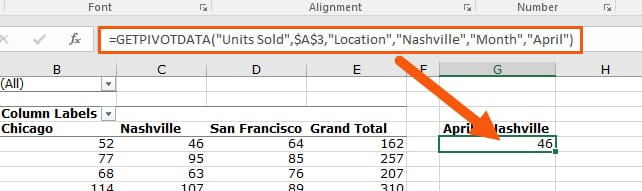 Font Alignment Number
fx =GETPIVOTDATA("Units Sold",$A$3,"Location","Nashville","Month","April")
B C D E F G H
(All)
Column Labels
Chicago Nashville San Francisco Grand Total April Nashville
52 46 64 162 46
77 95 85 257
68 63 76 207
114 107 89 310